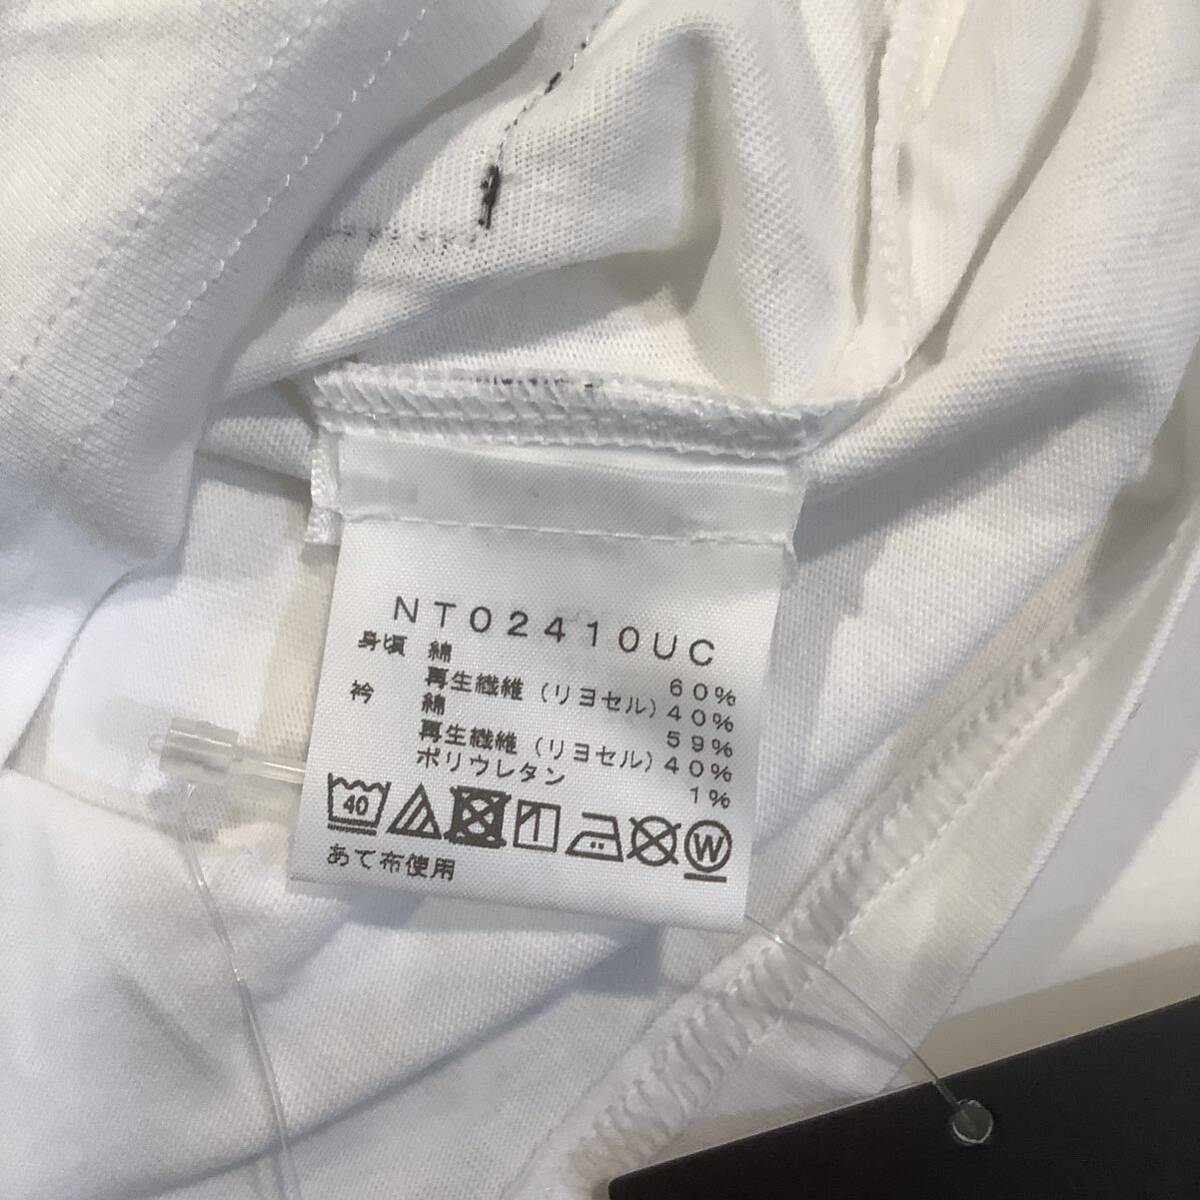 NT02410UC
身頃 綿 60%
再生繊維(リヨセル) 40%
衿 綿 59%
再生繊維(リヨセル) 40%
ポリウレタン 1%
40 W
あて布使用